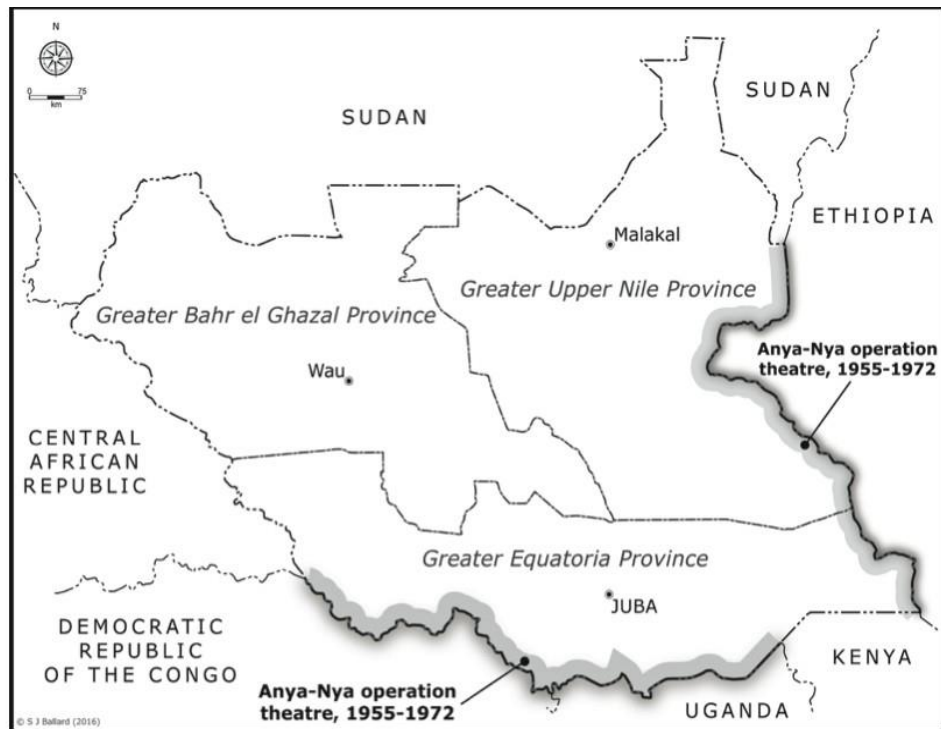 N
0 75
km
SUDAN
SUDAN
ETHIOPIA
Malakal
Greater Upper Nile Province
Greater Bahr el Ghazal Province
Anya-Nya operation
theatre, 1955-1972
Wau
CENTRAL
AFRICAN
REPUBLIC
Greater Equatoria Province
JUBA
DEMOCRATIC
REPUBLIC
OF THE CONGO
KENYA
Anya-Nya operation
theatre, 1955-1972
UGANDA
© S J Ballard (2016)